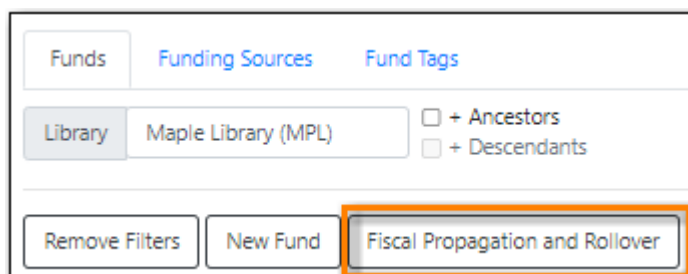 Funds Funding Sources Fund Tags
Library Maple Library (MPL) + Ancestors
+ Descendants
Remove Filters New Fund Fiscal Propagation and Rollover